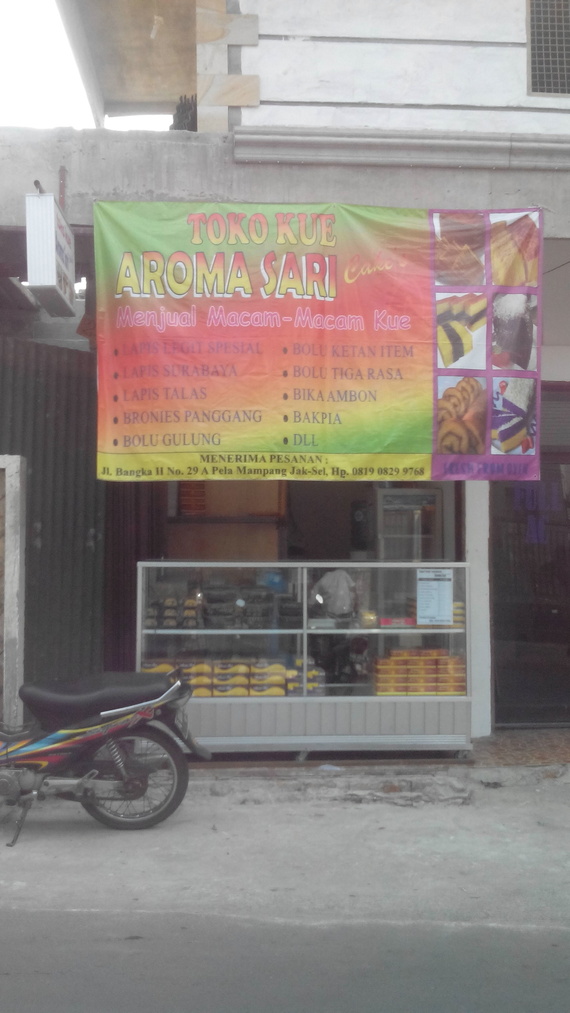 TOKO KUE
AROMA SARI
Cake's
Menjual Macam-Macam Kue
LAPIS LEGIT SPESIAL
LAPIS SURABAYA
LAPIS TALAS
BRONIES PANGGANG
BOLU GULUNG
BOLU KETAN ITEM
BOLU TIGA RASA
BIKA AMBON
BAKPIA
DLL
MENERIMA PESANAN :
Jl. Bangka II No. 29 A Pela Mampang Jak-Sel, Hp. 0819 0829 9768